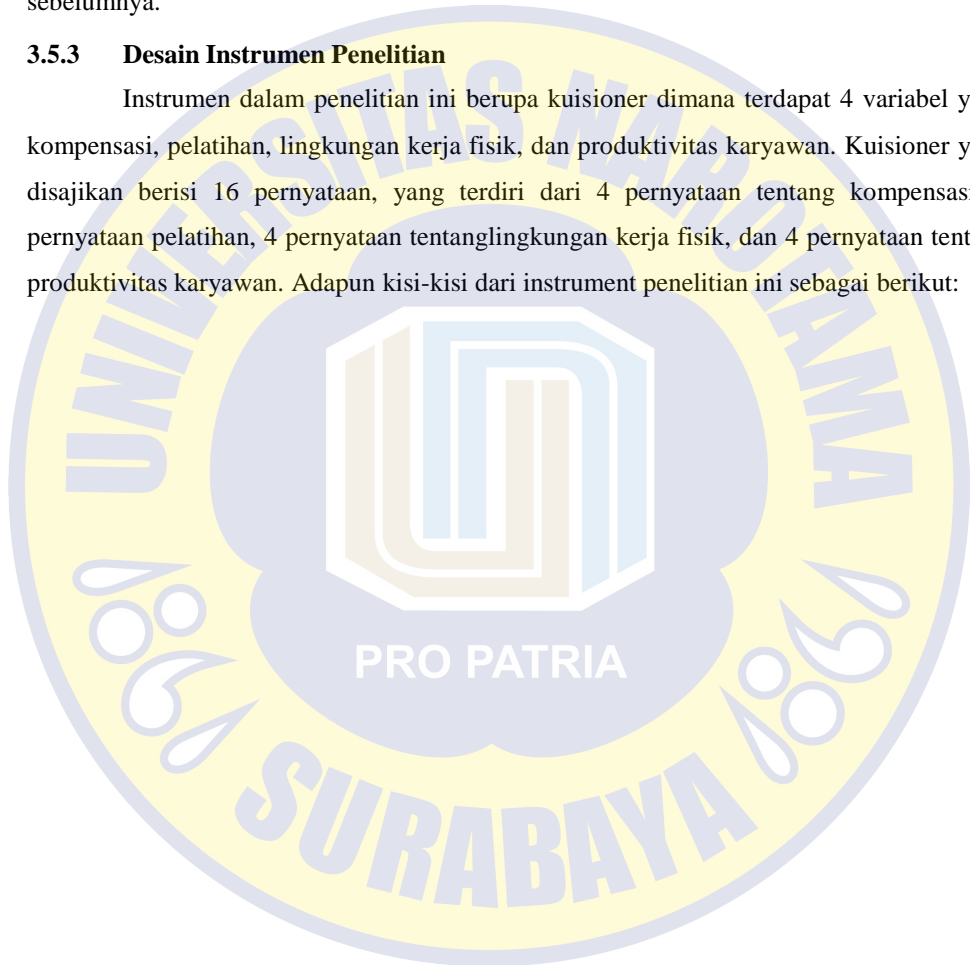 sebelumnya.
3.5.3 Desain Instrumen Penelitian
Instrumen dalam penelitian ini berupa kuisioner dimana terdapat 4 variabel y
kompensasi, pelatihan, lingkungan kerja fisik, dan produktivitas karyawan. Kuisioner y
disajikan berisi 16 pernyataan, yang terdiri dari 4 pernyataan tentang kompensasi
pernyataan pelatihan, 4 pernyataan tentanglingkungan kerja fisik, dan 4 pernyataan tent
produktivitas karyawan. Adapun kisi-kisi dari instrument penelitian ini sebagai berikut:
UNIVERSITAS NAROTAMA
PRO PATRIA
SURABAYA